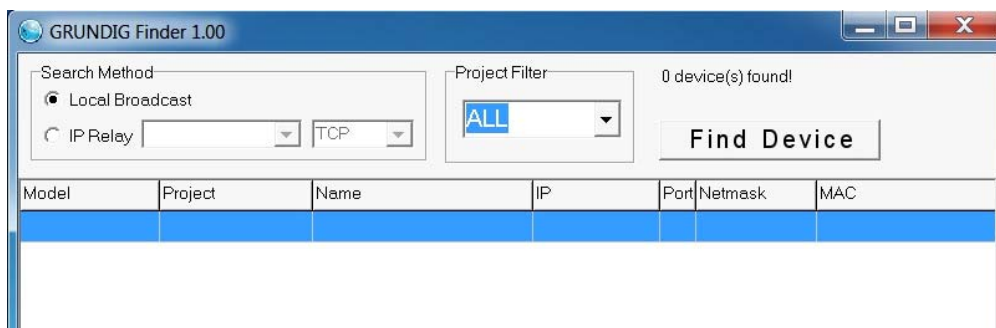 GRUNDIG Finder 1.00
Search Method
Local Broadcast
IP Relay TCP
Project Filter
ALL
0 device(s) found!
Find Device
Model Project Name IP Port Netmask MAC